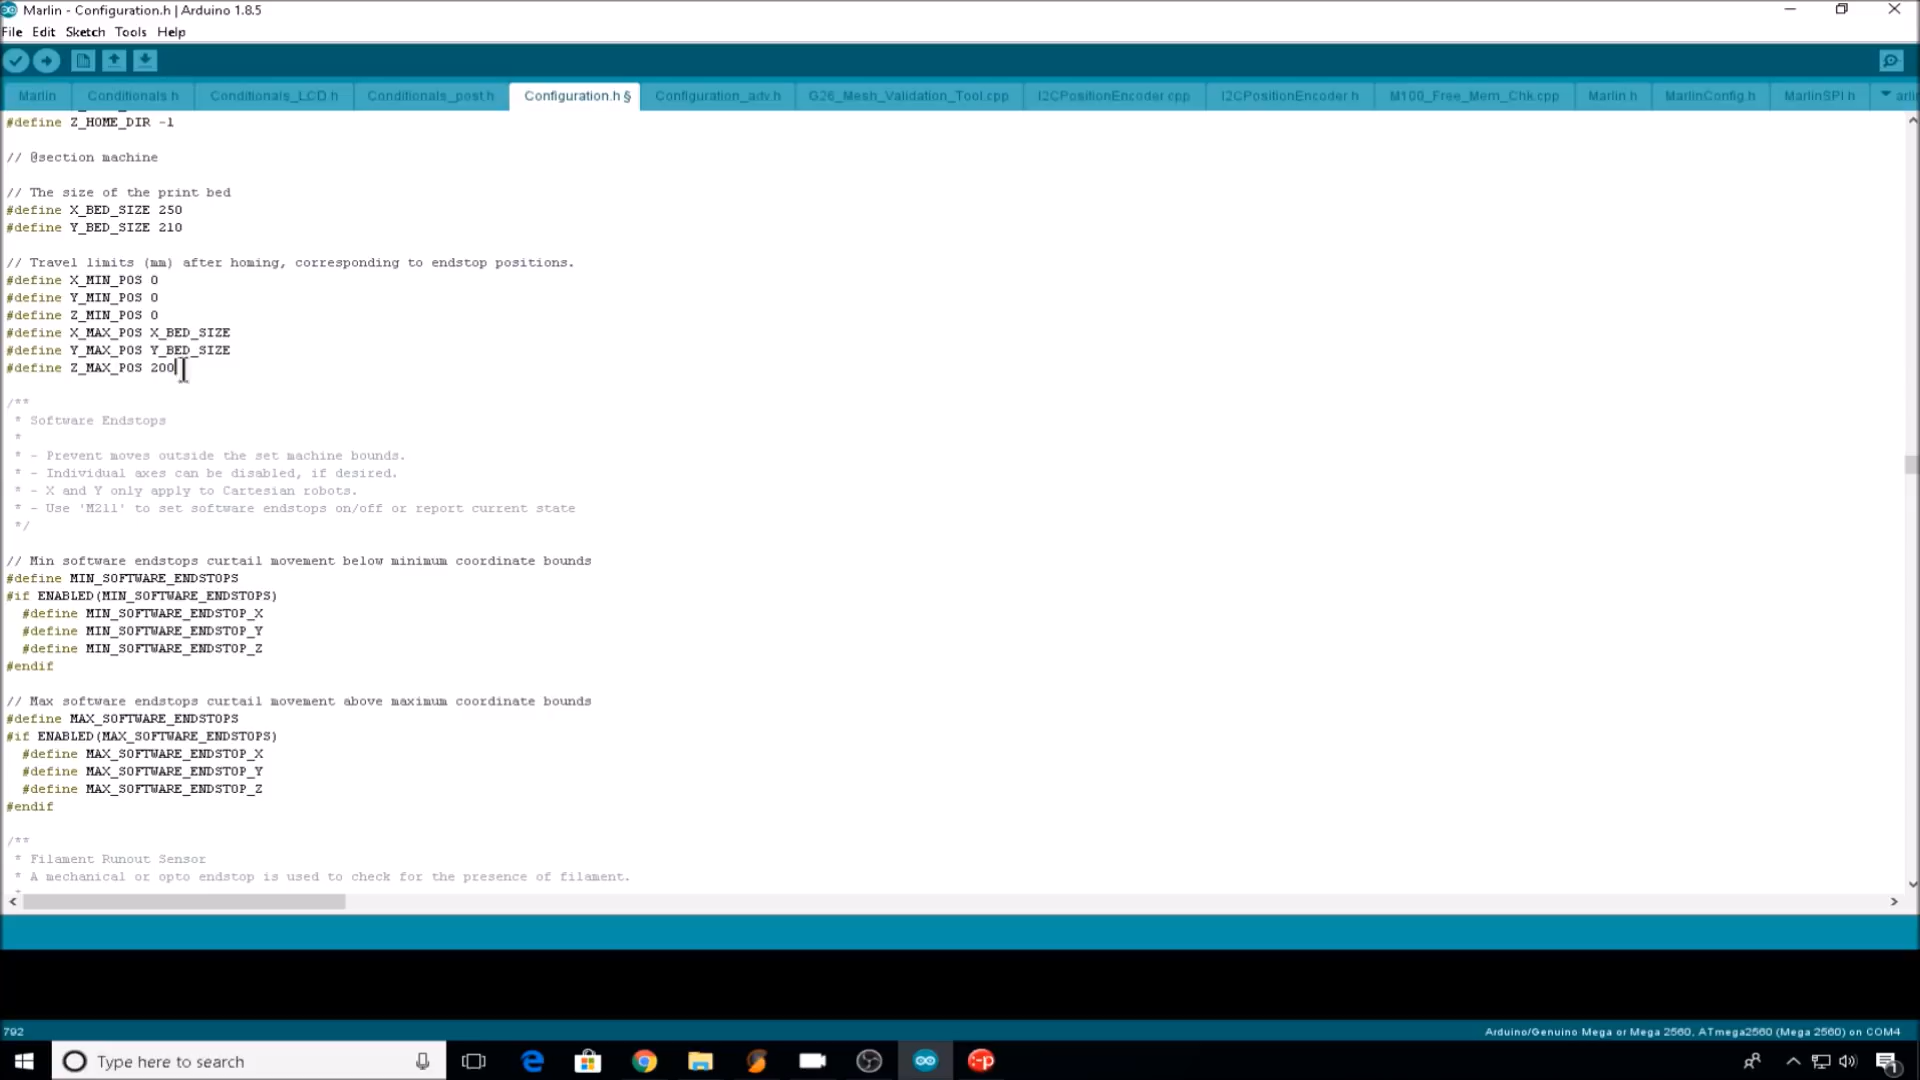 Marlin - Configuration.h | Arduino 1.8.5
File Edit Sketch Tools Help
Marlin Conditionals.h Conditionals_LCD.h Conditionals_post.h Configuration.h § Configuration_adv.h G26_Mesh_Validation_Tool.cpp I2CPositionEncoder.cpp I2CPositionEncoder.h M100_Free_Mem_Chk.cpp Marlin.h MarlinConfig.h MarlinSPI.h
#define Z_HOME_DIR -1
// @section machine
// The size of the print bed
#define X_BED_SIZE 250
#define Y_BED_SIZE 210
// Travel limits (mm) after homing, corresponding to endstop positions.
#define X_MIN_POS 0
#define Y_MIN_POS 0
#define Z_MIN_POS 0
#define X_MAX_POS X_BED_SIZE
#define Y_MAX_POS Y_BED_SIZE
#define Z_MAX_POS 200
/**
* Software Endstops
*
* - Prevent moves outside the set machine bounds.
* - Individual axes can be disabled, if desired.
* - X and Y only apply to Cartesian robots.
* - Use 'M211' to set software endstops on/off or report current state
*/
// Min software endstops curtail movement below minimum coordinate bounds
#define MIN_SOFTWARE_ENDSTOPS
#if ENABLED(MIN_SOFTWARE_ENDSTOPS)
#define MIN_SOFTWARE_ENDSTOP_X
#define MIN_SOFTWARE_ENDSTOP_Y
#define MIN_SOFTWARE_ENDSTOP_Z
#endif
// Max software endstops curtail movement above maximum coordinate bounds
#define MAX_SOFTWARE_ENDSTOPS
#if ENABLED(MAX_SOFTWARE_ENDSTOPS)
#define MAX_SOFTWARE_ENDSTOP_X
#define MAX_SOFTWARE_ENDSTOP_Y
#define MAX_SOFTWARE_ENDSTOP_Z
#endif
/**
* Filament Runout Sensor
* A mechanical or opto endstop is used to check for the presence of filament.
*
792 Arduino/Genuino Mega or Mega 2560, ATmega2560 (Mega 2560) on COM4
Type here to search